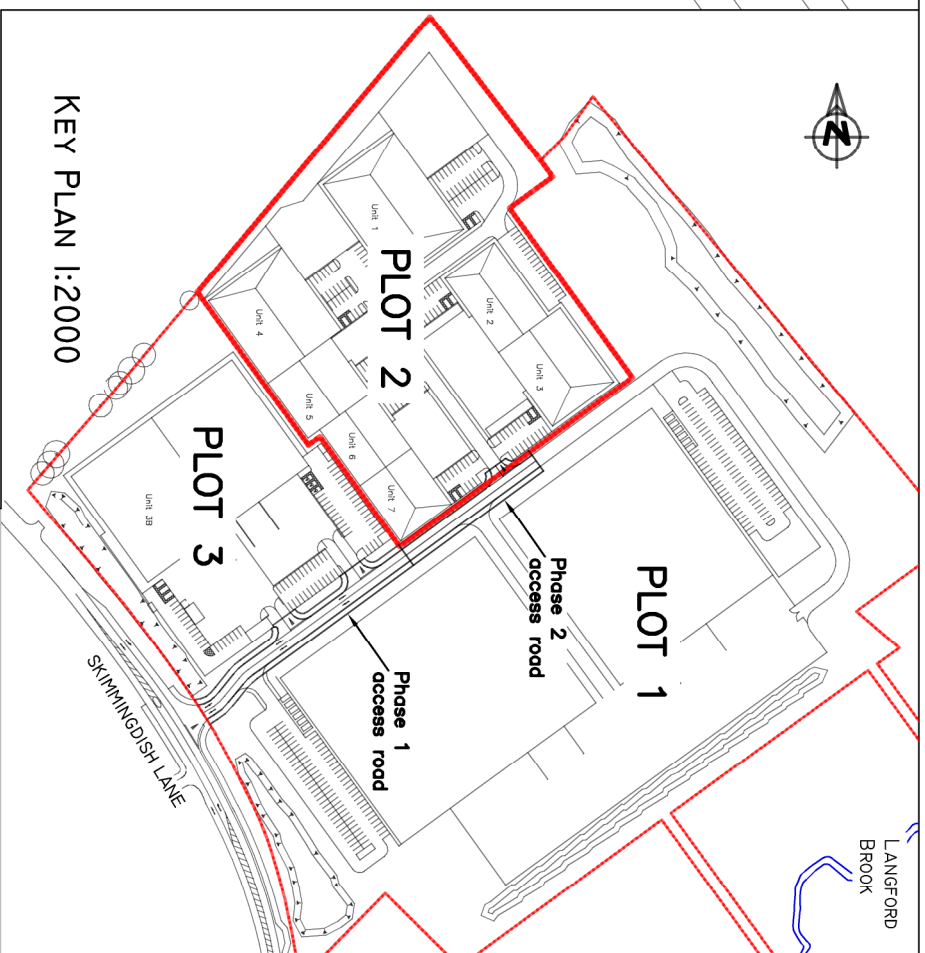 N
KEY PLAN 1:2000
PLOT 2
Unit 1
Unit 2
Unit 3
Unit 4
Unit 5
Unit 6
Unit 7
PLOT 3
Unit 3B
PLOT 1
Phase 2
access road
Phase 1
access road
SKIMMINGDISH LANE
LANGFORD
BROOK